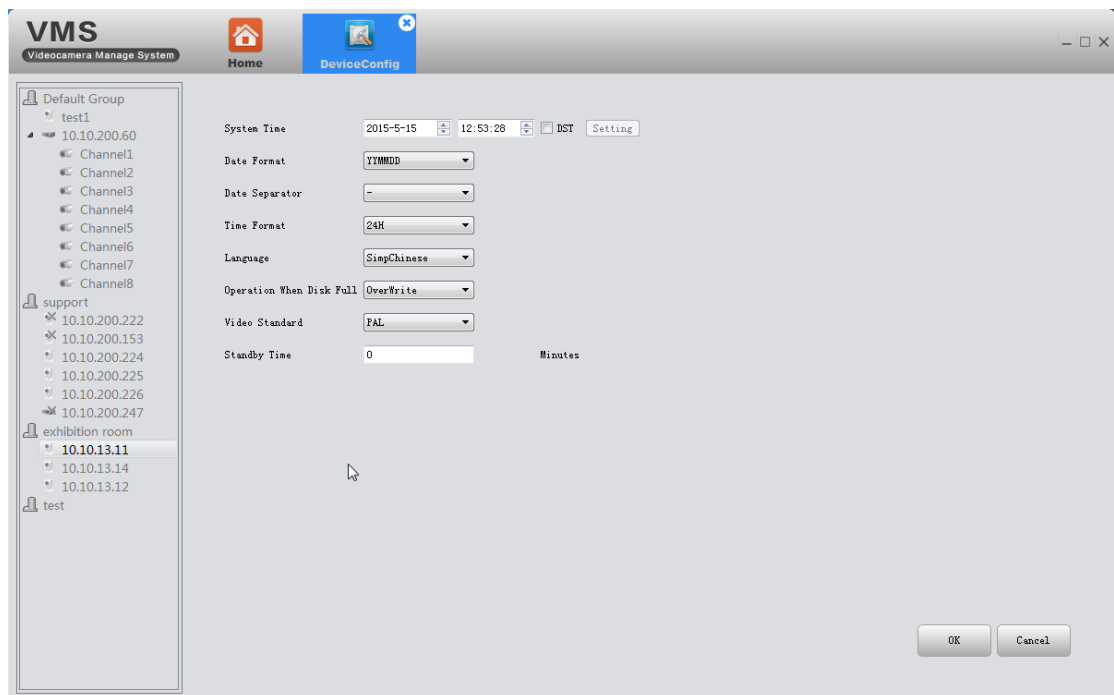 VMS
Videocamera Manage System
Home
DeviceConfig
Default Group
test1
10.10.200.60
Channel1
Channel2
Channel3
Channel4
Channel5
Channel6
Channel7
Channel8
support
10.10.200.222
10.10.200.153
10.10.200.224
10.10.200.225
10.10.200.226
10.10.200.247
exhibition room
10.10.13.11
10.10.13.14
10.10.13.12
test
System Time 2015-5-15 12:53:28 DST Setting
Date Format YYMMDD
Date Separator -
Time Format 24H
Language SimpChinese
Operation When Disk Full OverWrite
Video Standard PAL
Standby Time 0 Minutes
OK Cancel